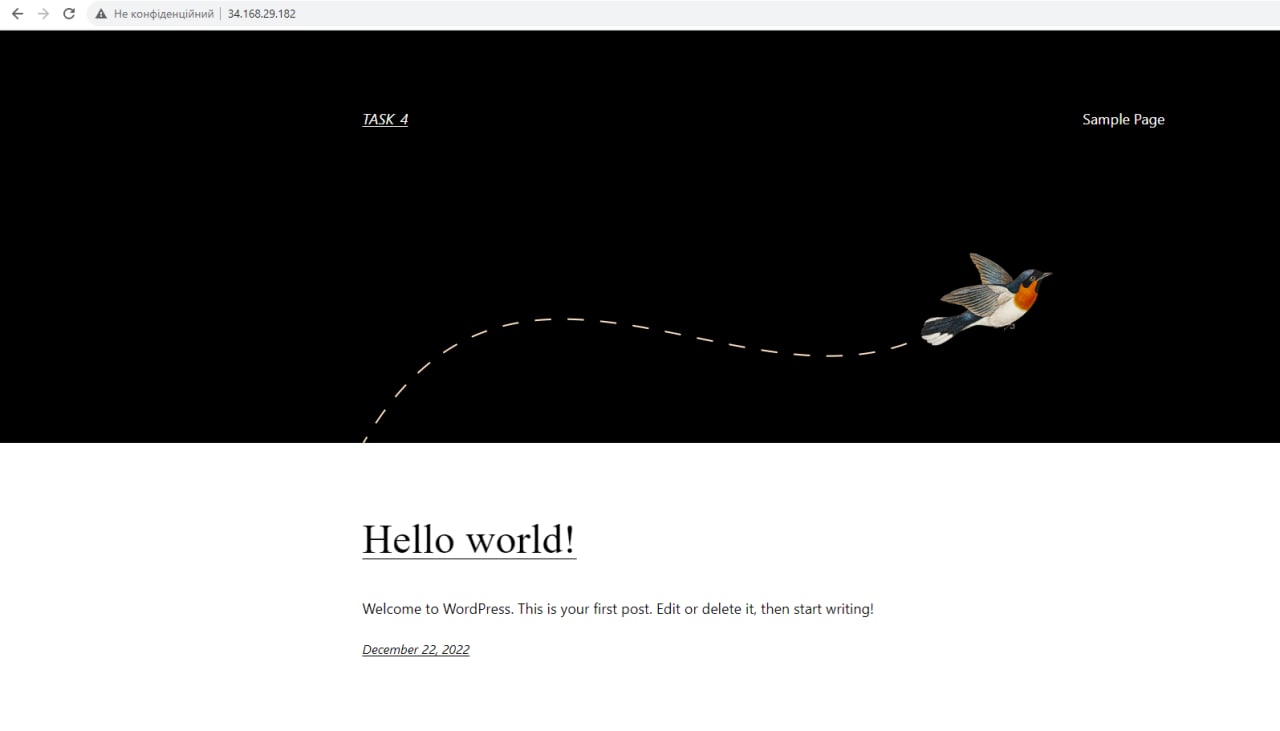 Не конфіденційний | 34.168.29.182
TASK 4
Sample Page
Hello world!
Welcome to WordPress. This is your first post. Edit or delete it, then start writing!
December 22, 2022